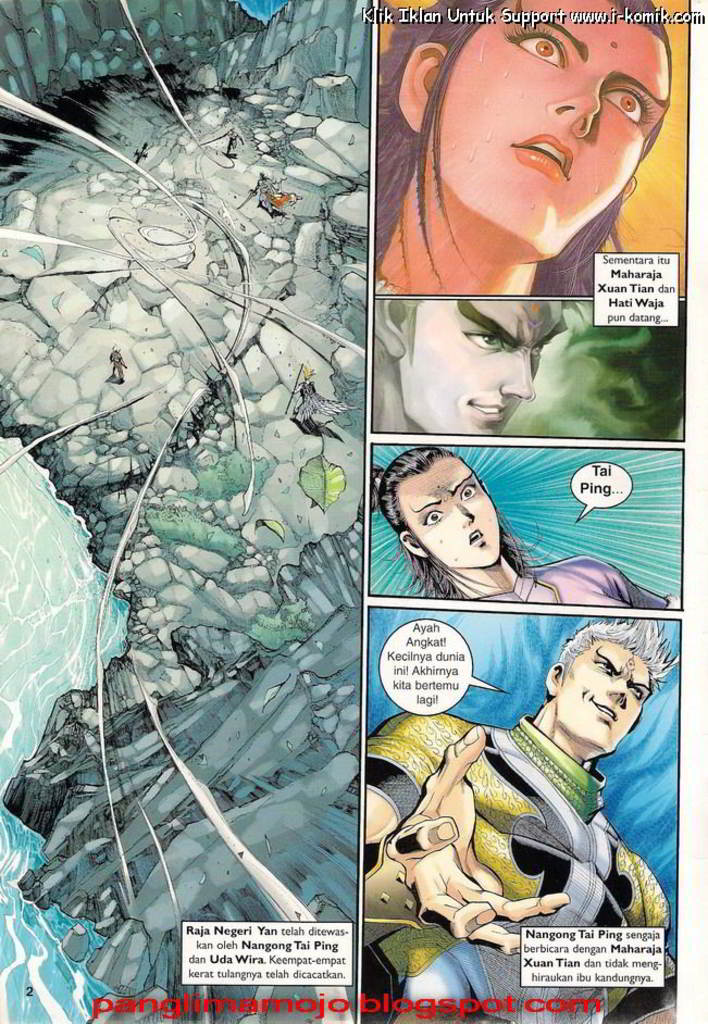 Klik Iklan Untuk Support www.i-komik.com
Sementara itu
Maharaja
Xuan Tian dan
Hati Waja
pun datang...
Tai
Ping...
Ayah
Angkat!
Kecilnya dunia
ini! Akhirnya
kita bertemu
lagi!
Raja Negeri Yan telah ditewas-
kan oleh Nangong Tai Ping
dan Uda Wira. Keempat-empat
kerat tulangnya telah dicacatkan.
Nangong Tai Ping sengaja
berbicara dengan Maharaja
Xuan Tian dan tidak meng-
hiraukan ibu kandungnya.
2
panglimamojo.blogspot.com